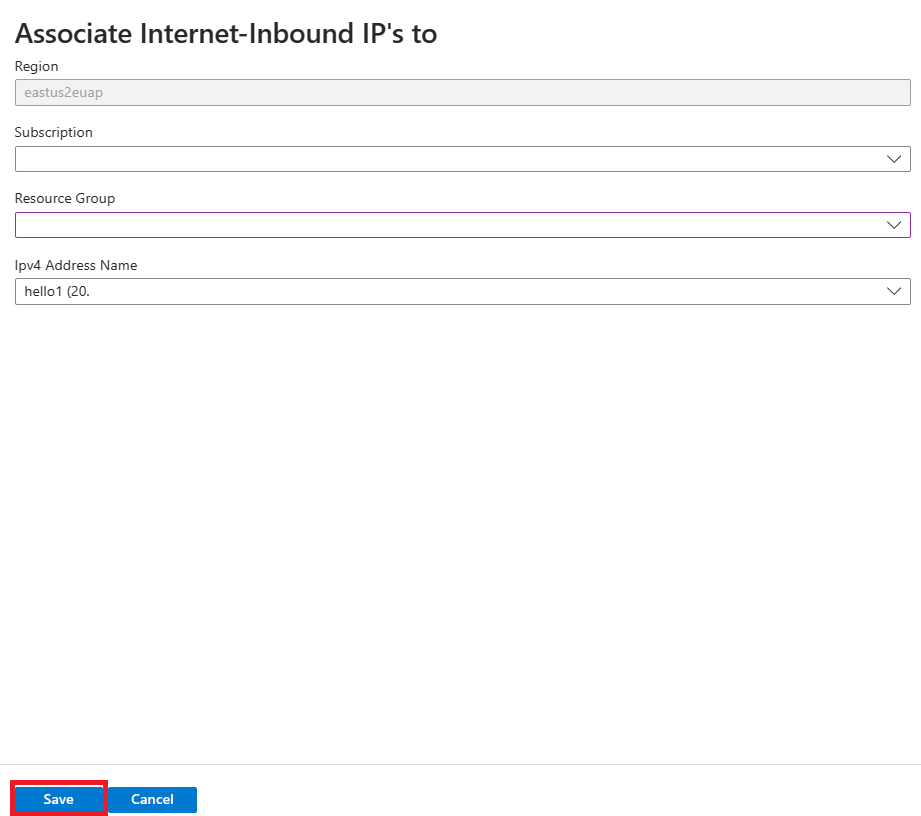 Associate Internet-Inbound IP's to
Region
eastus2euap
Subscription
Resource Group
Ipv4 Address Name
hello1 (20.
Save
Cancel